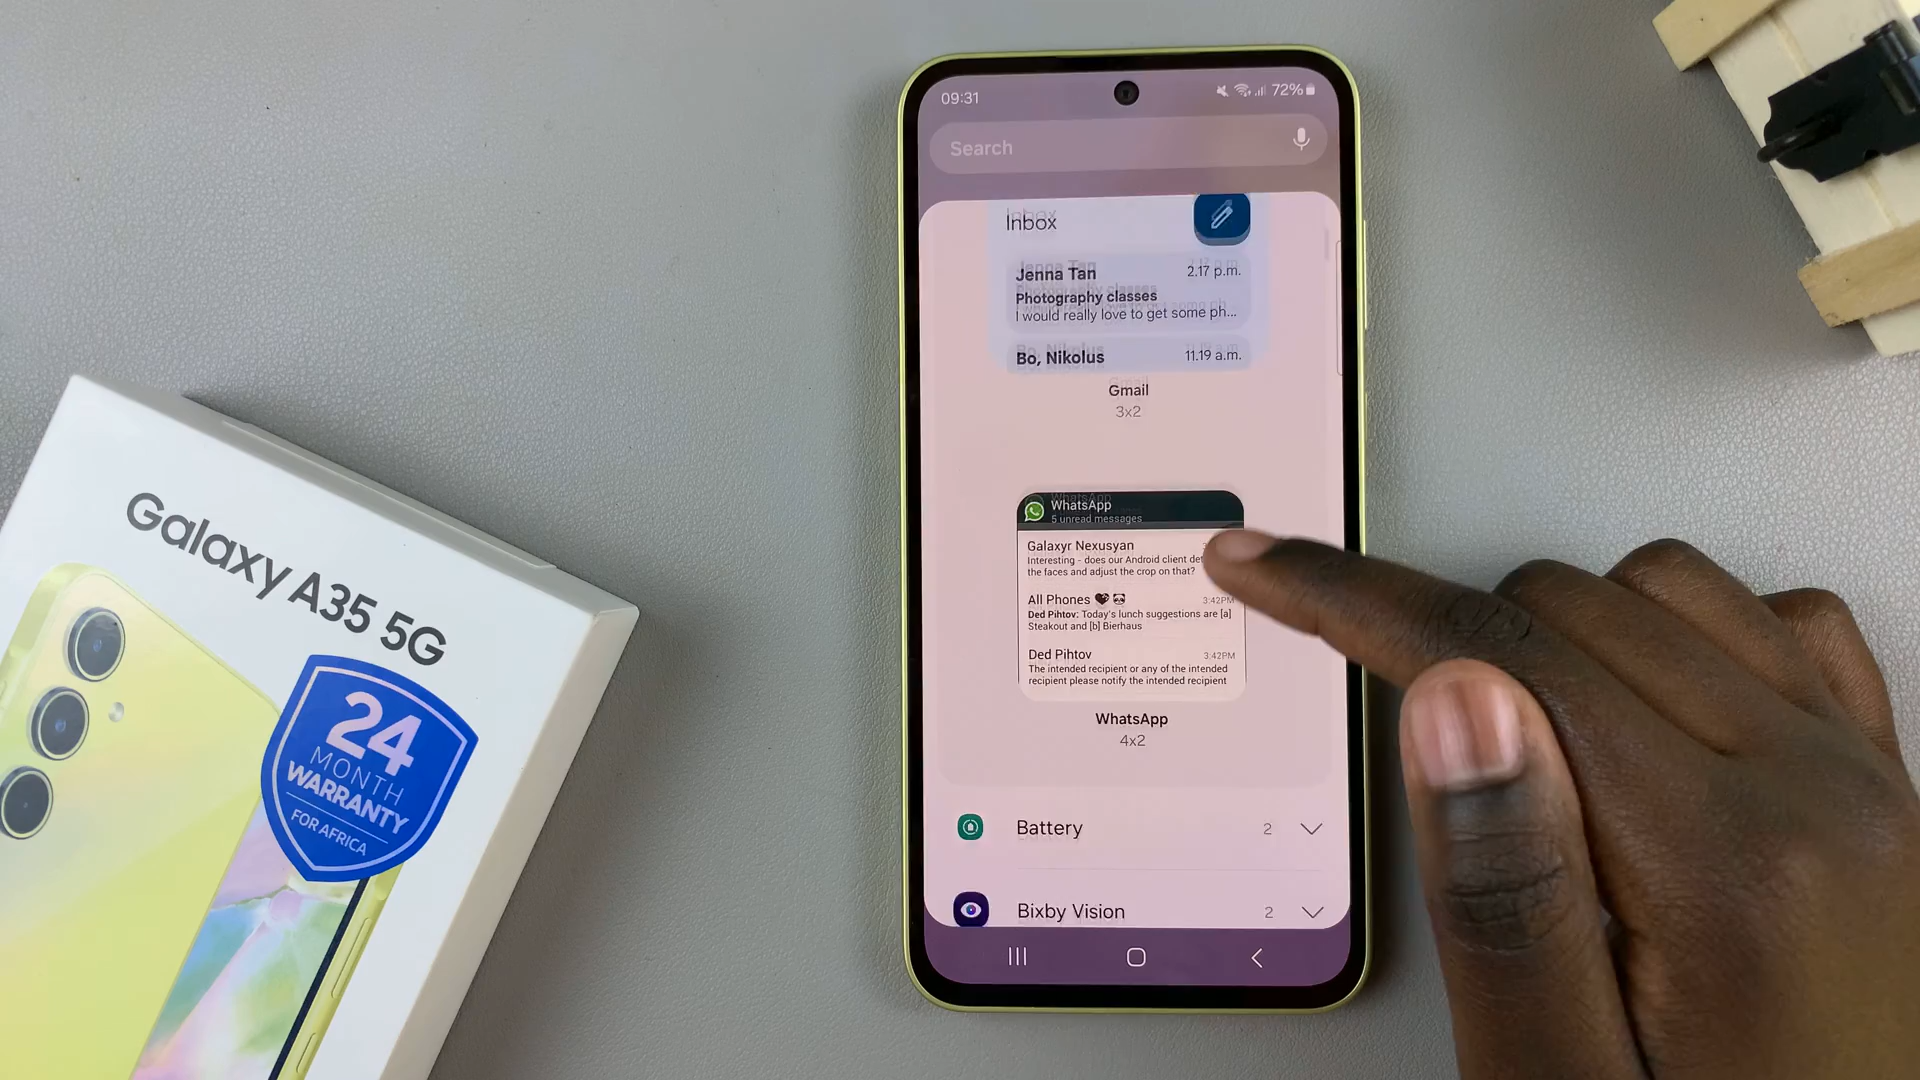 Galaxy A35 5G
24
MONTH
WARRANTY
FOR AFRICA
09:31
72%
Search
Inbox
Jenna Tan 2.17 p.m.
Photography classes
I would really love to get some ph...
Bo, Nikolus 11.19 a.m.
Gmail
3x2
WhatsApp
5 unread messages
Galaxyr Nexusyan
Interesting - does our Android client
the faces and adjust the crop on that?
All Phones 🖤 🐼 3:42PM
Ded Pihtov: Today's lunch suggestions are [a]
Steakout and [b] Bierhaus
Ded Pihtov 3:42PM
The intended recipient or any of the intended
recipient please notify the intended recipient
WhatsApp
4x2
Battery 2
Bixby Vision 2